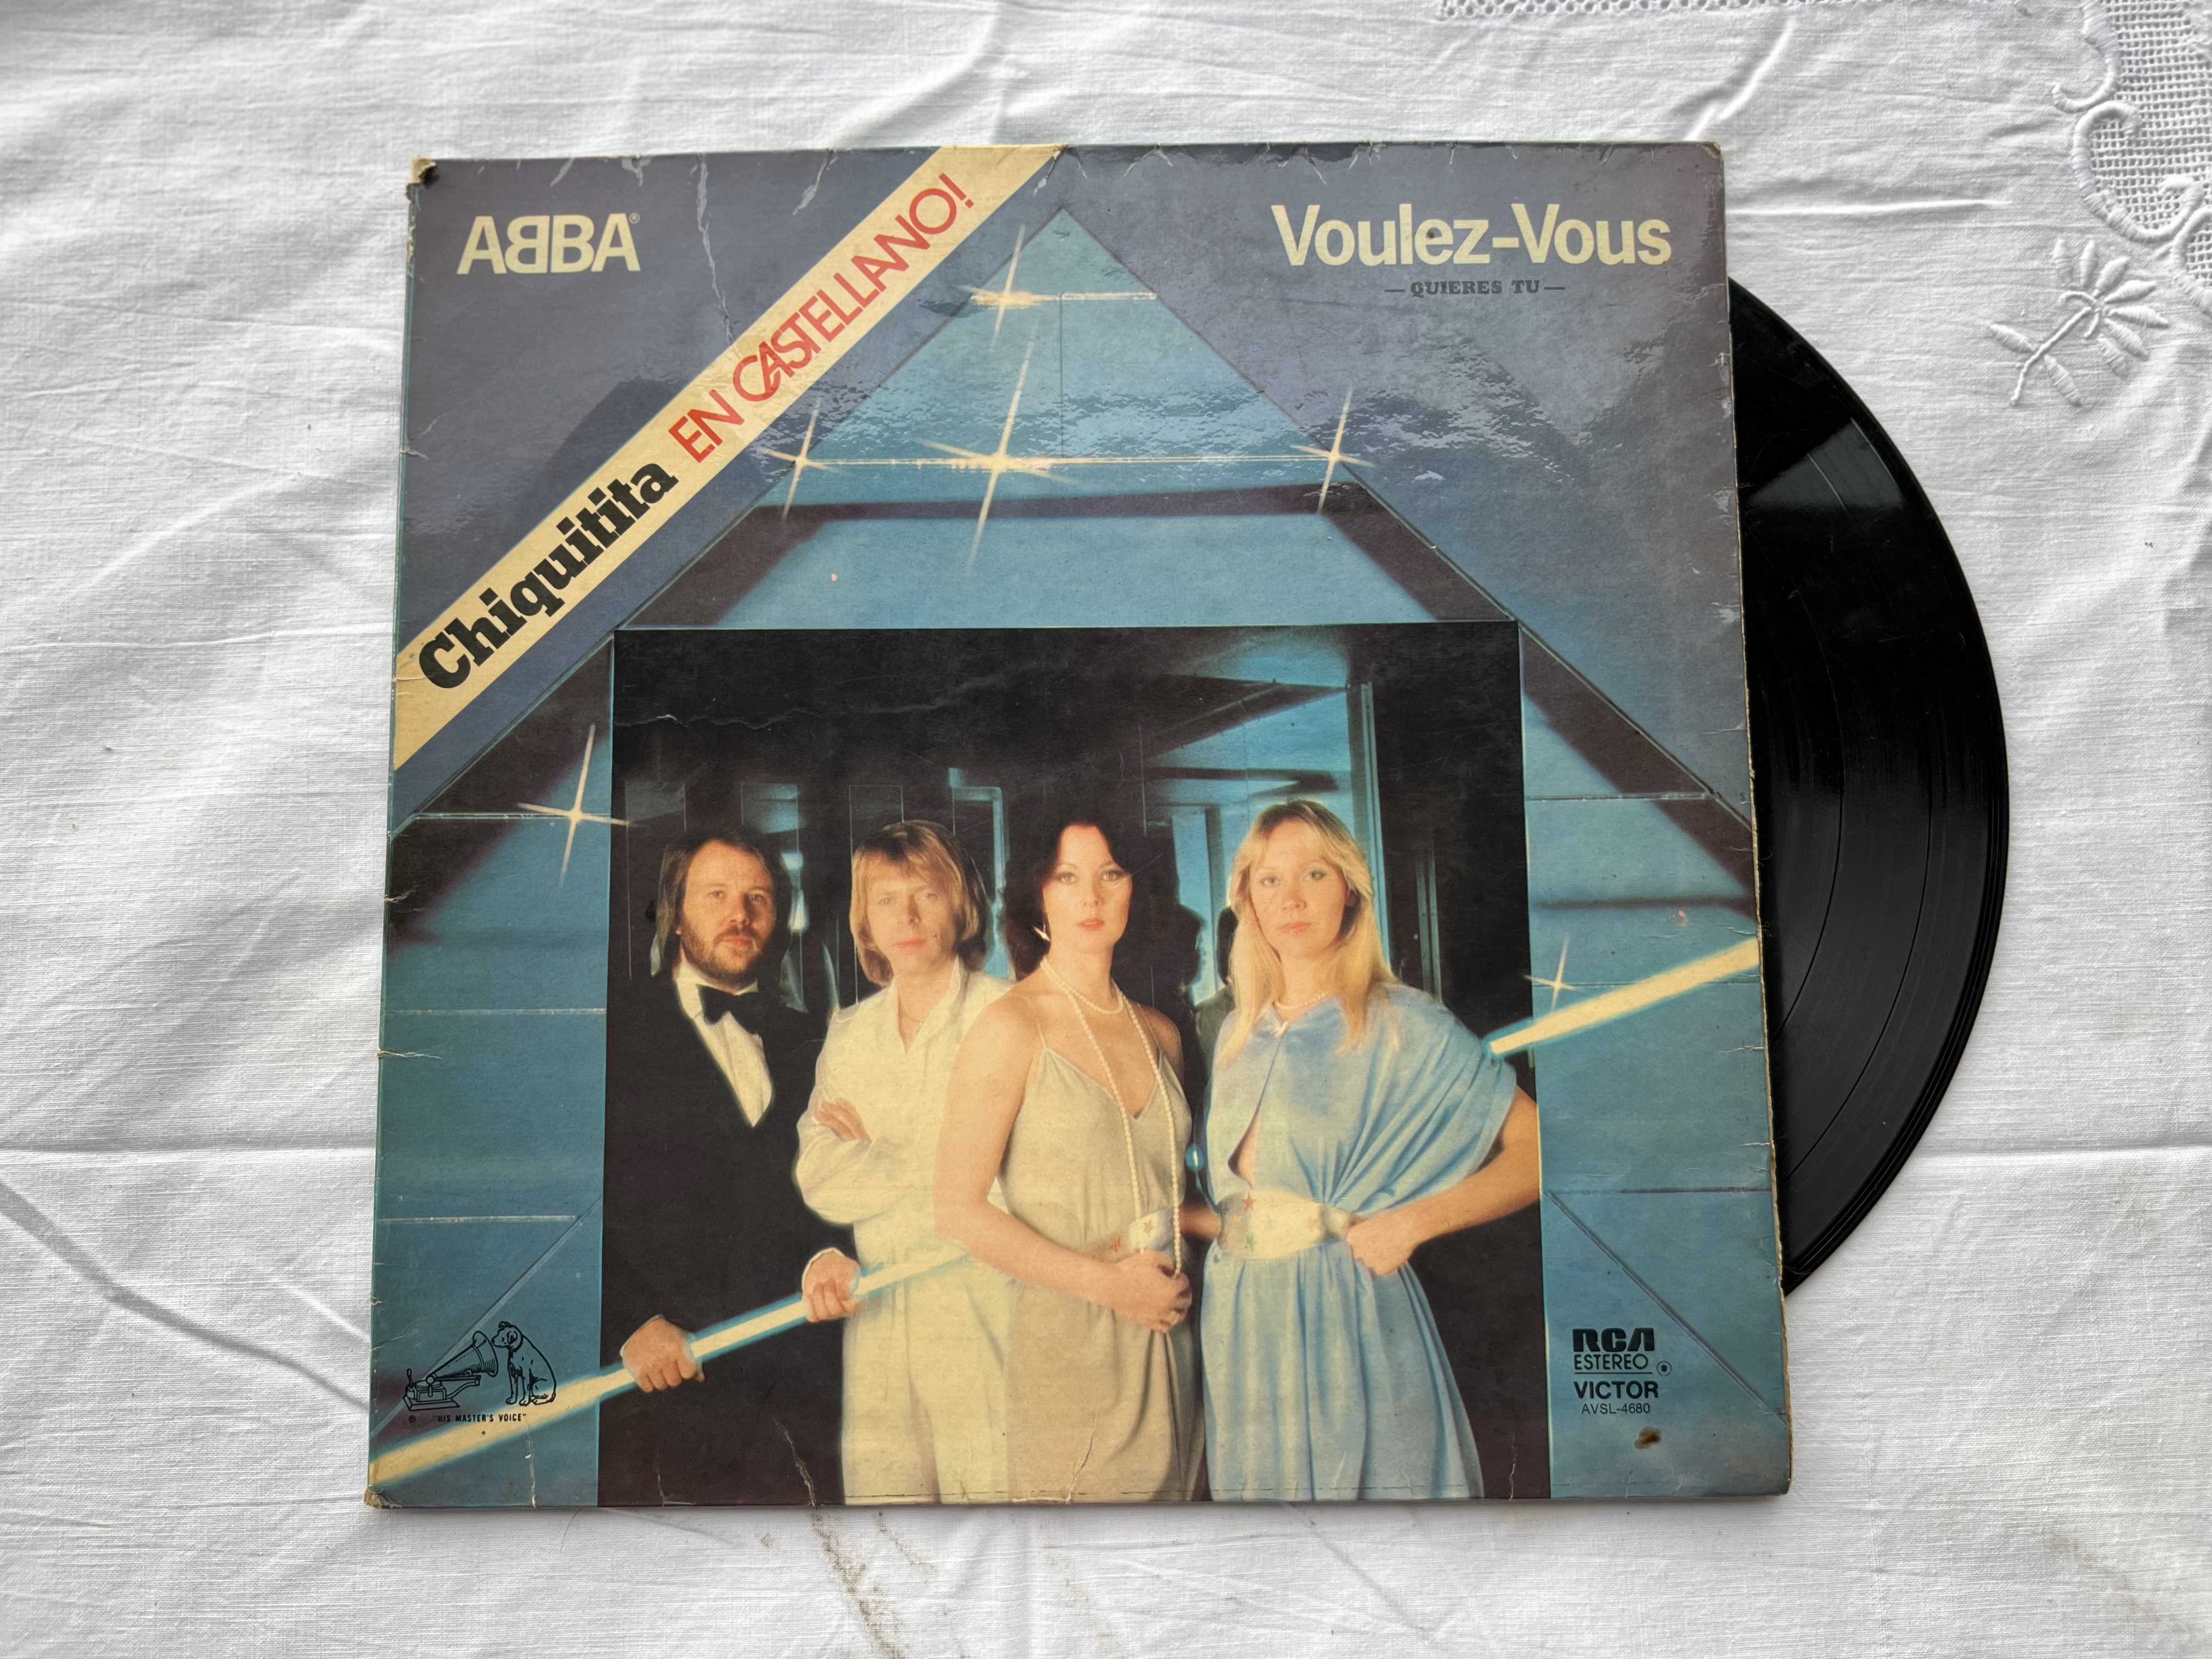 ABBA®
Chiquitita EN CASTELLANO!
Voulez-Vous
— QUIERES TU —
"HIS MASTER'S VOICE"
RCA
ESTEREO
VICTOR
AVSL-4680